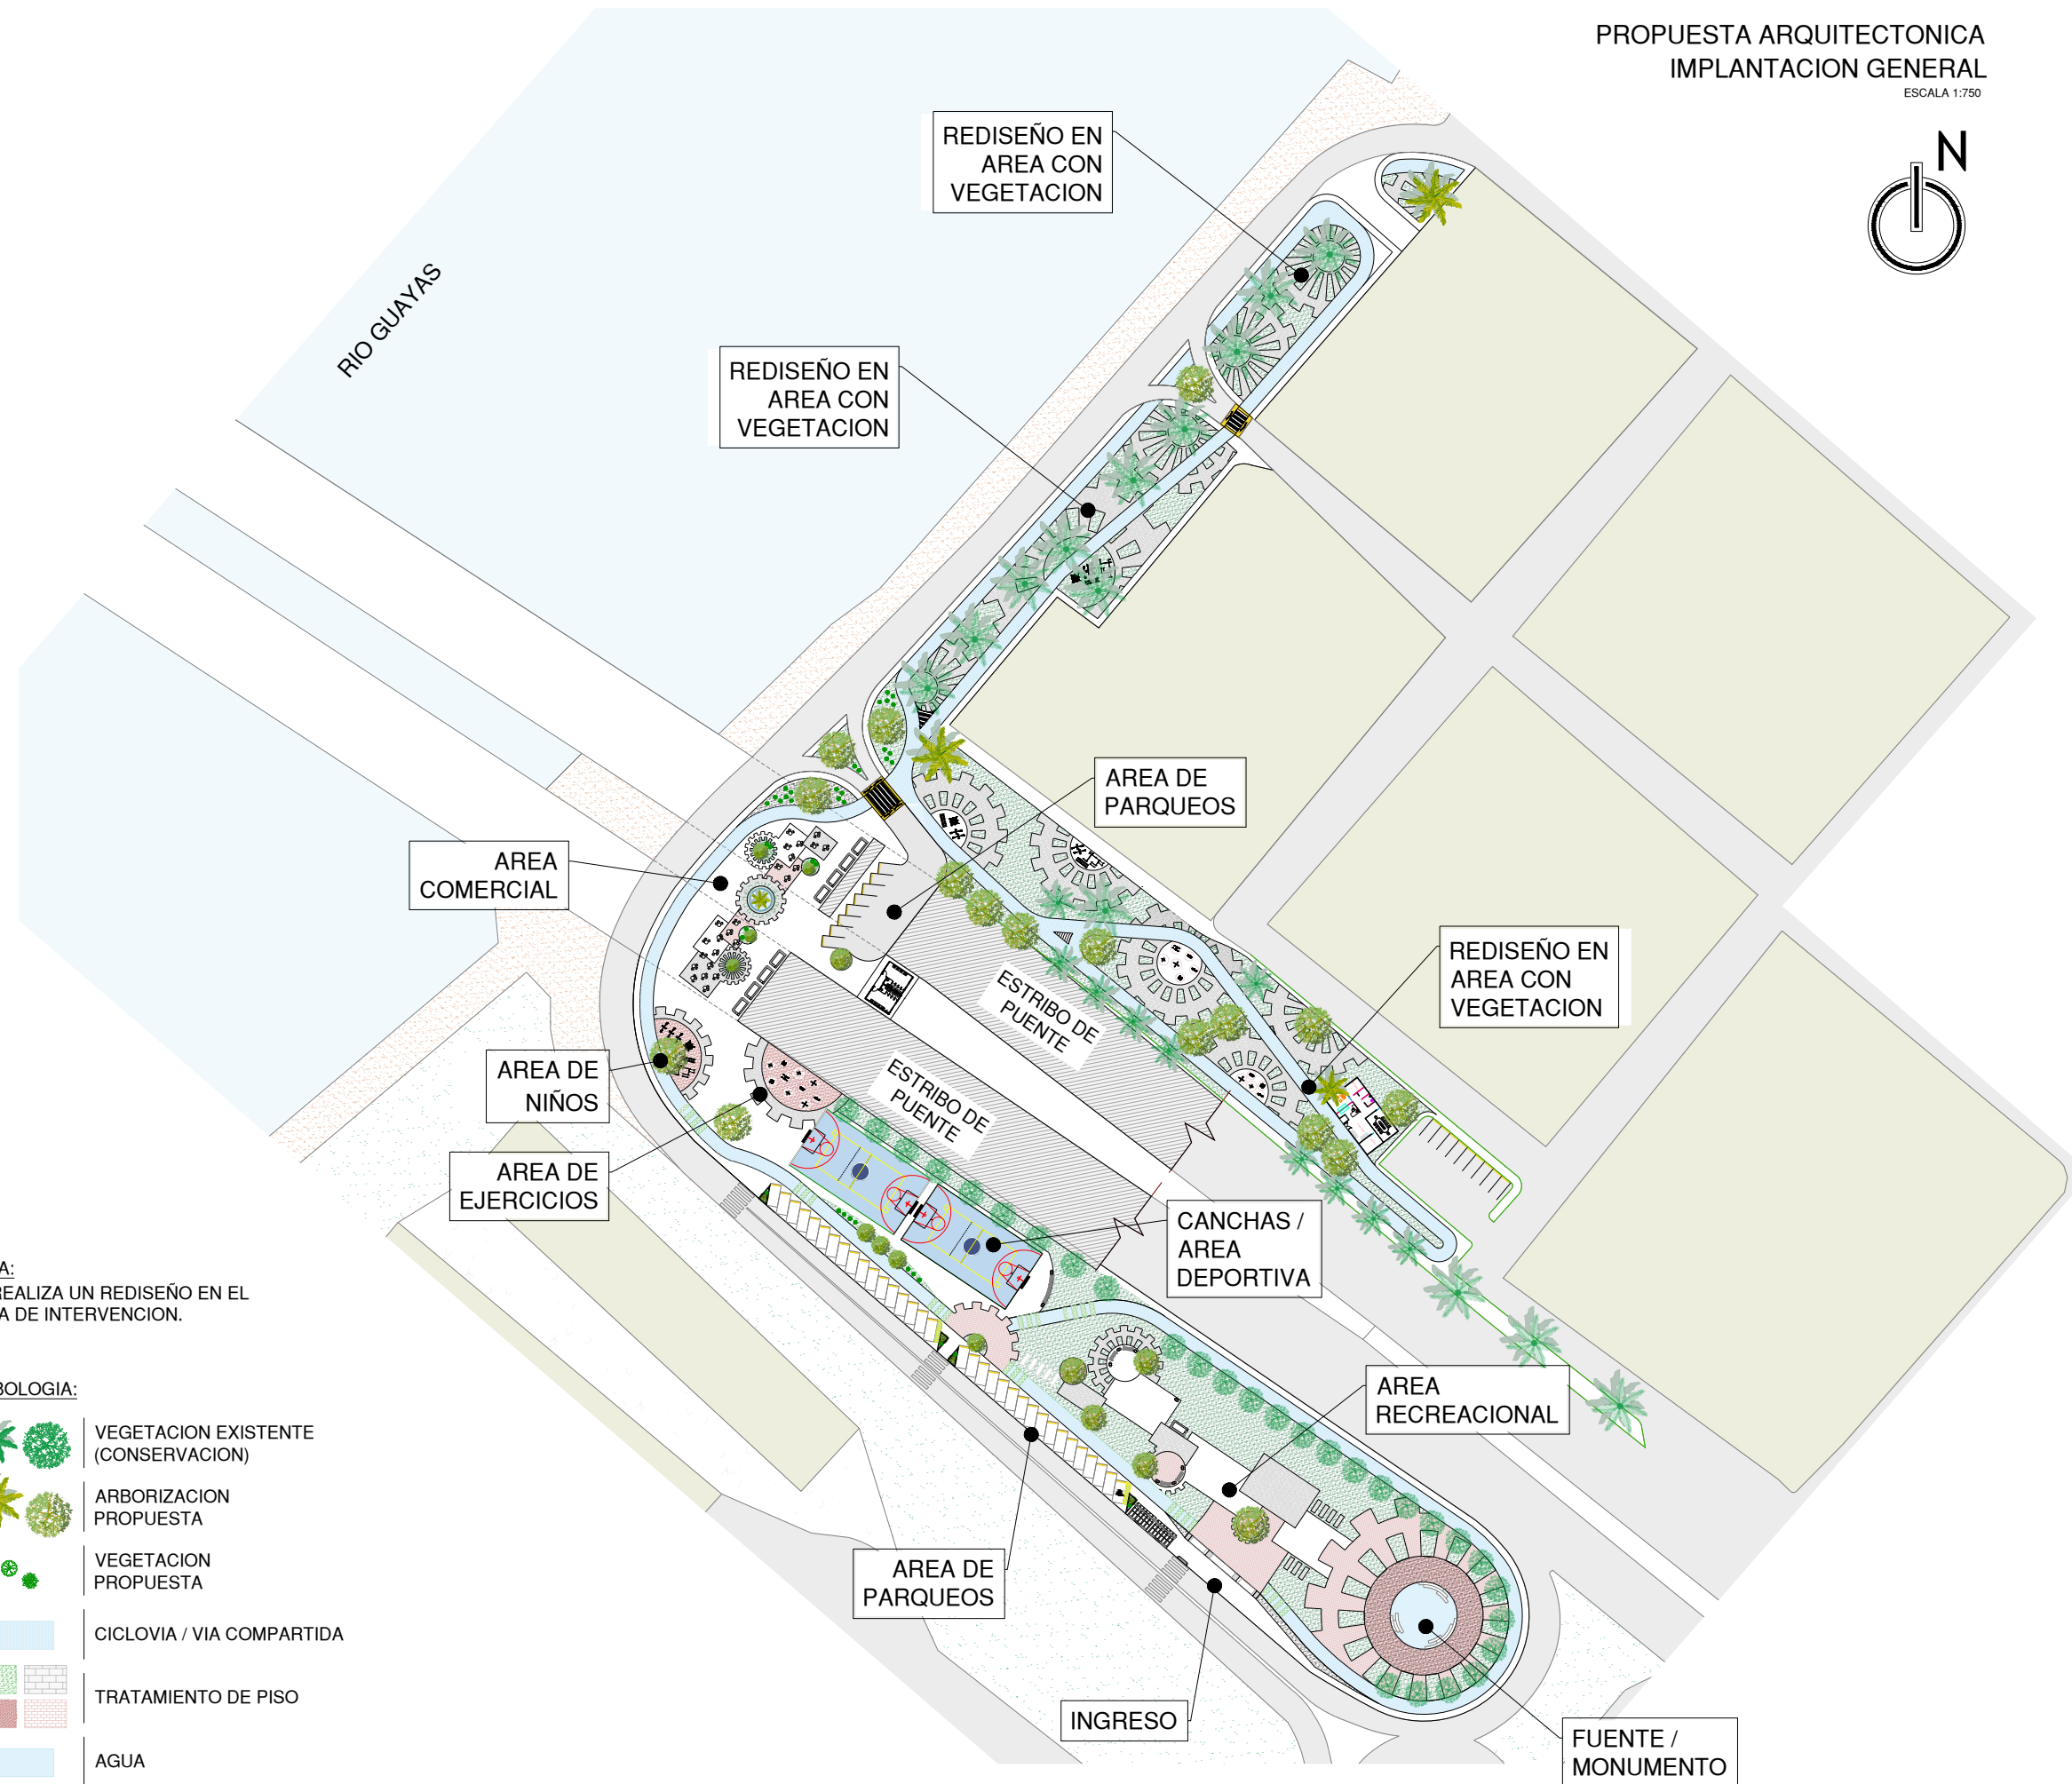 PROPUESTA ARQUITECTONICA
IMPLANTACION GENERAL
ESCALA 1:750
N
REDISEÑO EN
AREA CON
VEGETACION
RIO GUAYAS
REDISEÑO EN
AREA CON
VEGETACION
AREA DE
PARQUEOS
AREA
COMERCIAL
REDISEÑO EN
AREA CON
VEGETACION
ESTRIBO DE
PUENTE
ESTRIBO DE
PUENTE
AREA DE
NIÑOS
AREA DE
EJERCICIOS
CANCHAS /
AREA
DEPORTIVA
AREA
RECREACIONAL
AREA DE
PARQUEOS
INGRESO
FUENTE /
MONUMENTO
A:
REALIZA UN REDISEÑO EN EL
A DE INTERVENCION.
BOLOGIA:
VEGETACION EXISTENTE
(CONSERVACION)
ARBORIZACION
PROPUESTA
VEGETACION
PROPUESTA
CICLOVIA / VIA COMPARTIDA
TRATAMIENTO DE PISO
AGUA